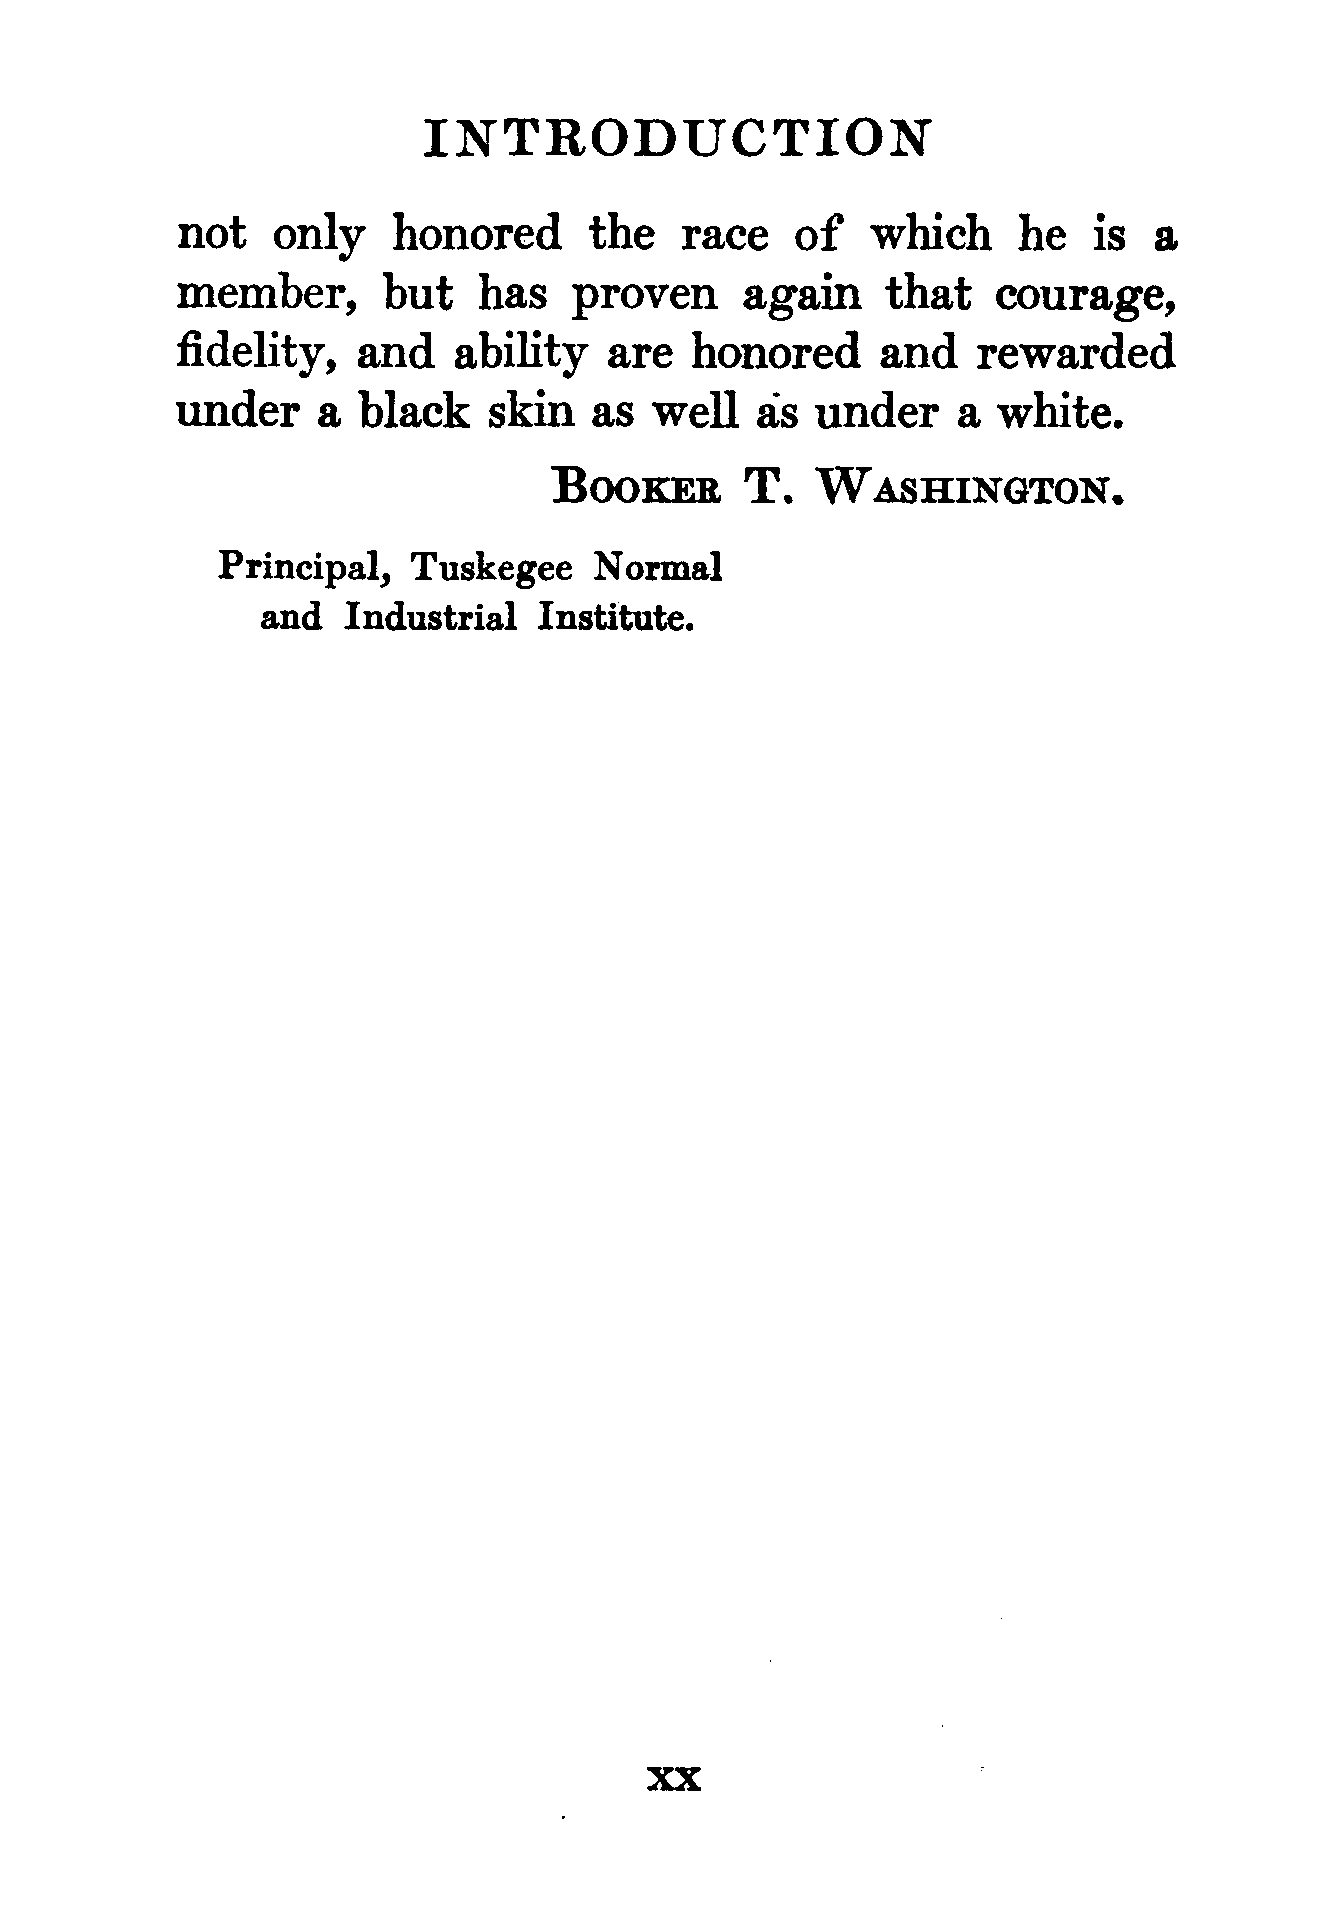 INTRODUCTION
not only honored the race of which he is a
member, but has proven again that courage,
fidelity, and ability are honored and rewarded
under a black skin as well as under a white.
BOOKER T. WASHINGTON.
Principal, Tuskegee Normal
and Industrial Institute.
xx